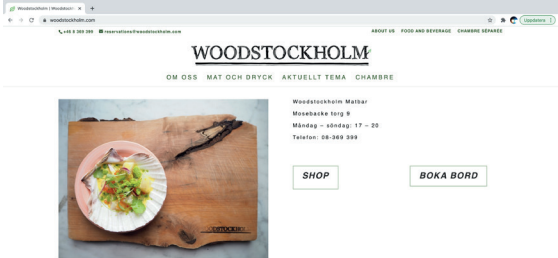 Woodstockholm | Woodstockh
woodstockholm.com
Uppdatera
+46 8 369 399 reservations@woodstockholm.com
ABOUT US FOOD AND BEVERAGE CHAMBRE SÉPARÉE
WOODSTOCKHOLM
OM OSS MAT OCH DRYCK AKTUELLT TEMA CHAMBRE
Woodstockholm Matbar
Mosebacke torg 9
Måndag – söndag: 17 – 20
Telefon: 08-369 399
SHOP
BOKA BORD
WOODSTOCKHOLM